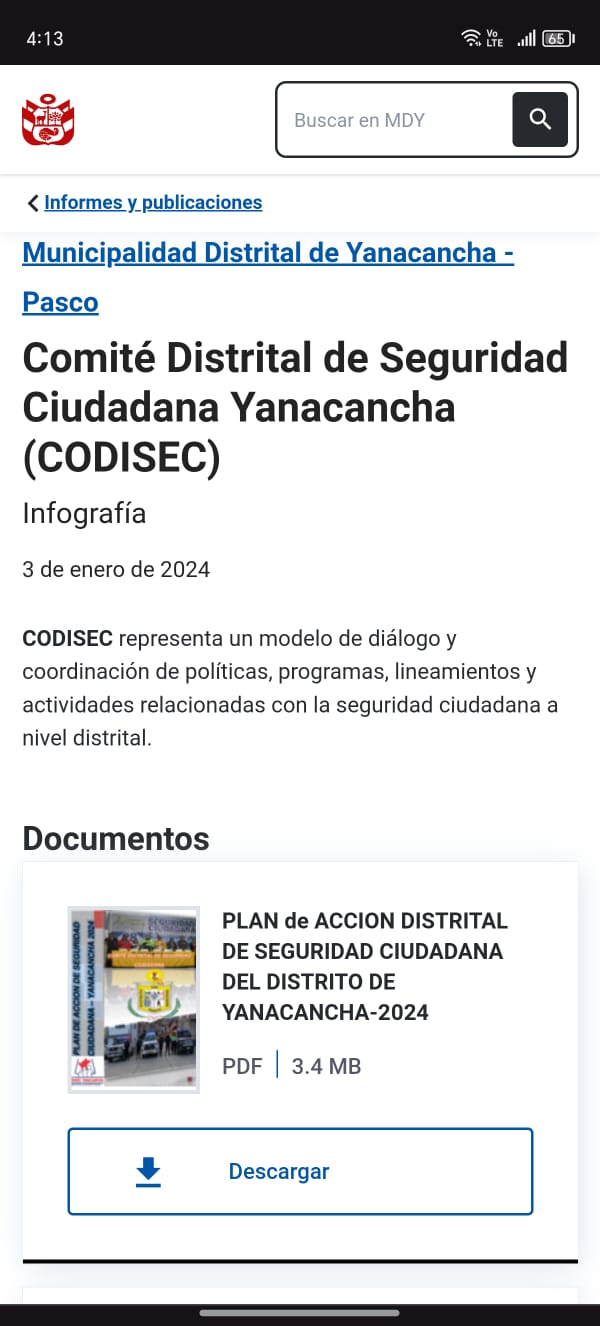 4:13
Vo
LTE
65
Buscar en MDY
Informes y publicaciones
Municipalidad Distrital de Yanacancha -
Pasco
Comité Distrital de Seguridad
Ciudadana Yanacancha
(CODISEC)
Infografía
3 de enero de 2024
CODISEC representa un modelo de diálogo y
coordinación de políticas, programas, lineamientos y
actividades relacionadas con la seguridad ciudadana a
nivel distrital.
Documentos
PLAN DE ACCION DE SEGURIDAD
CIUDADANA – YANACANCHA 2024
SEGURIDAD
CIUDADANA
PLAN de ACCION DISTRITAL
DE SEGURIDAD CIUDADANA
DEL DISTRITO DE
YANACANCHA-2024
PDF
3.4 MB
Descargar